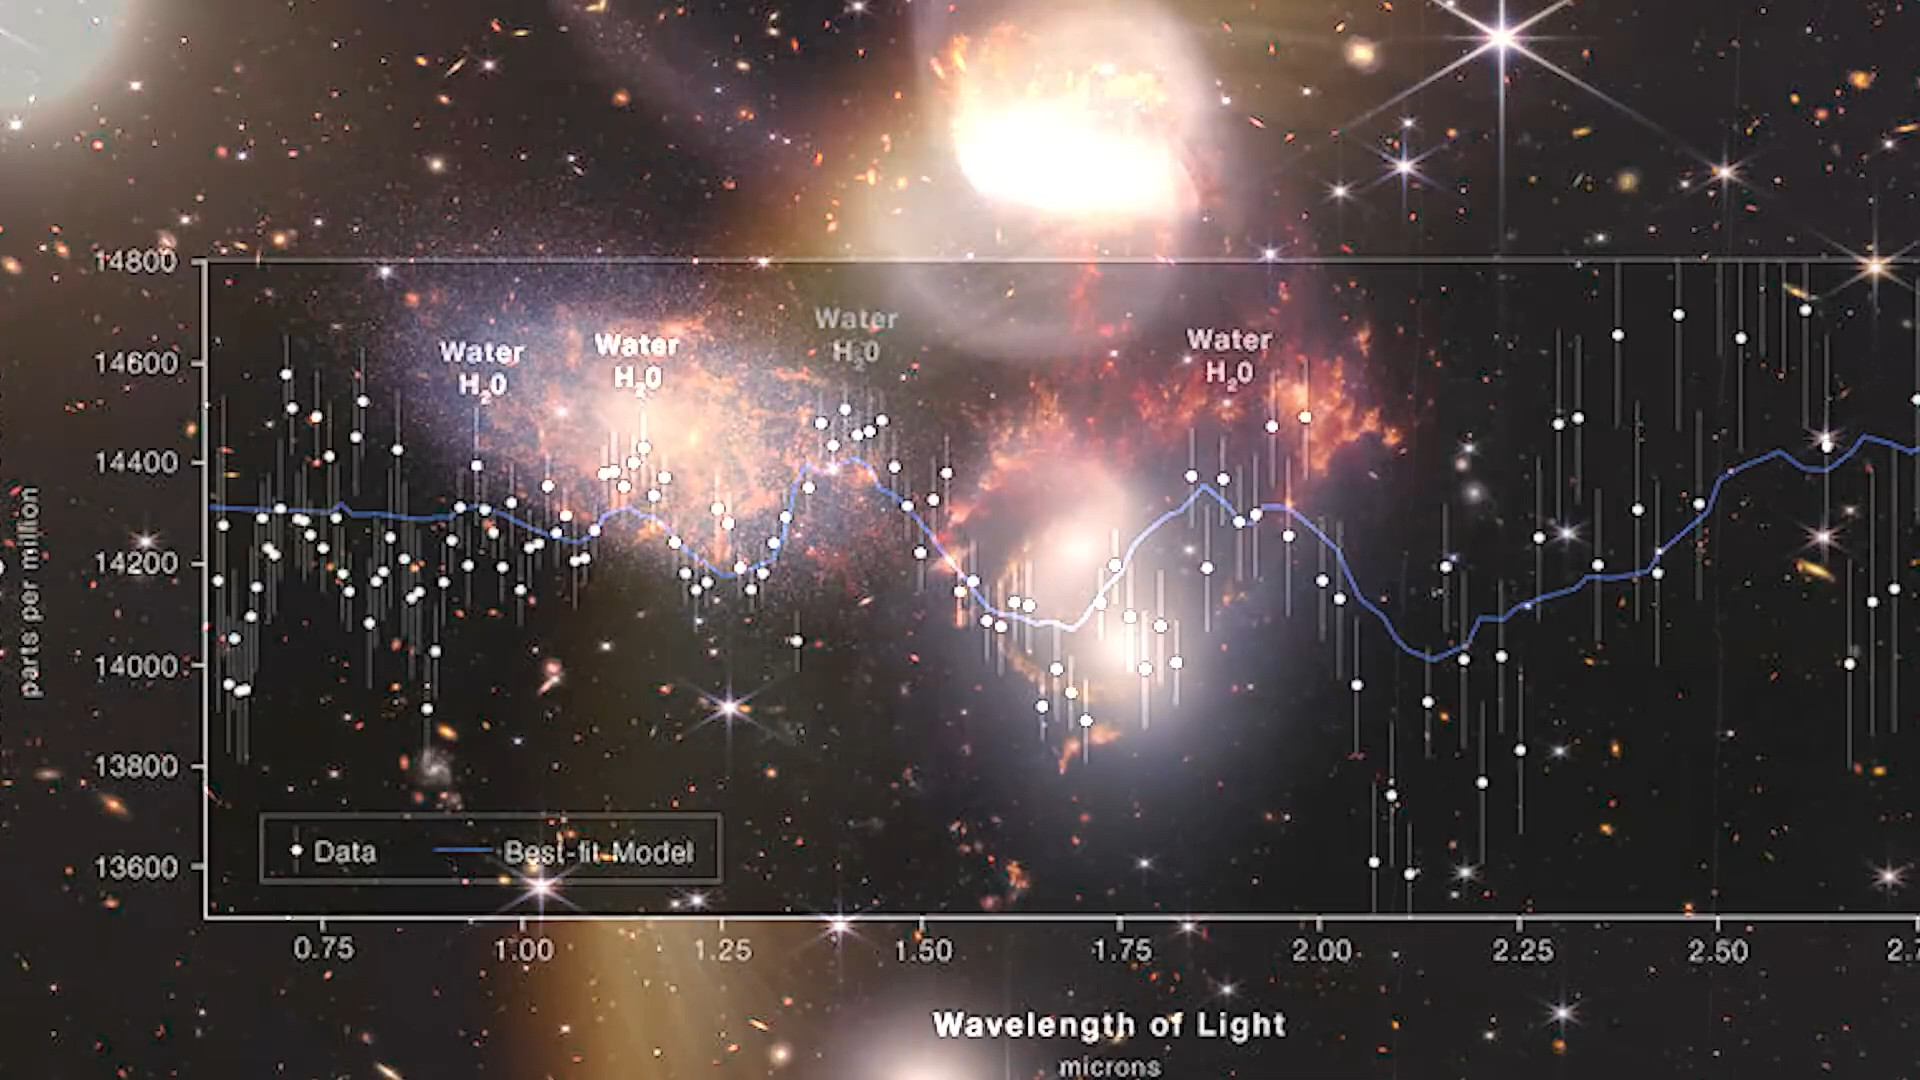 14800
14600
14400
14200
14000
13800
13600
parts per million
Water
H2O
Water
H2O
Water
H2O
Water
H2O
Data
Best-fit Model
0.75
1.00
1.25
1.50
1.75
2.00
2.25
2.50
2.7
Wavelength of Light
microns